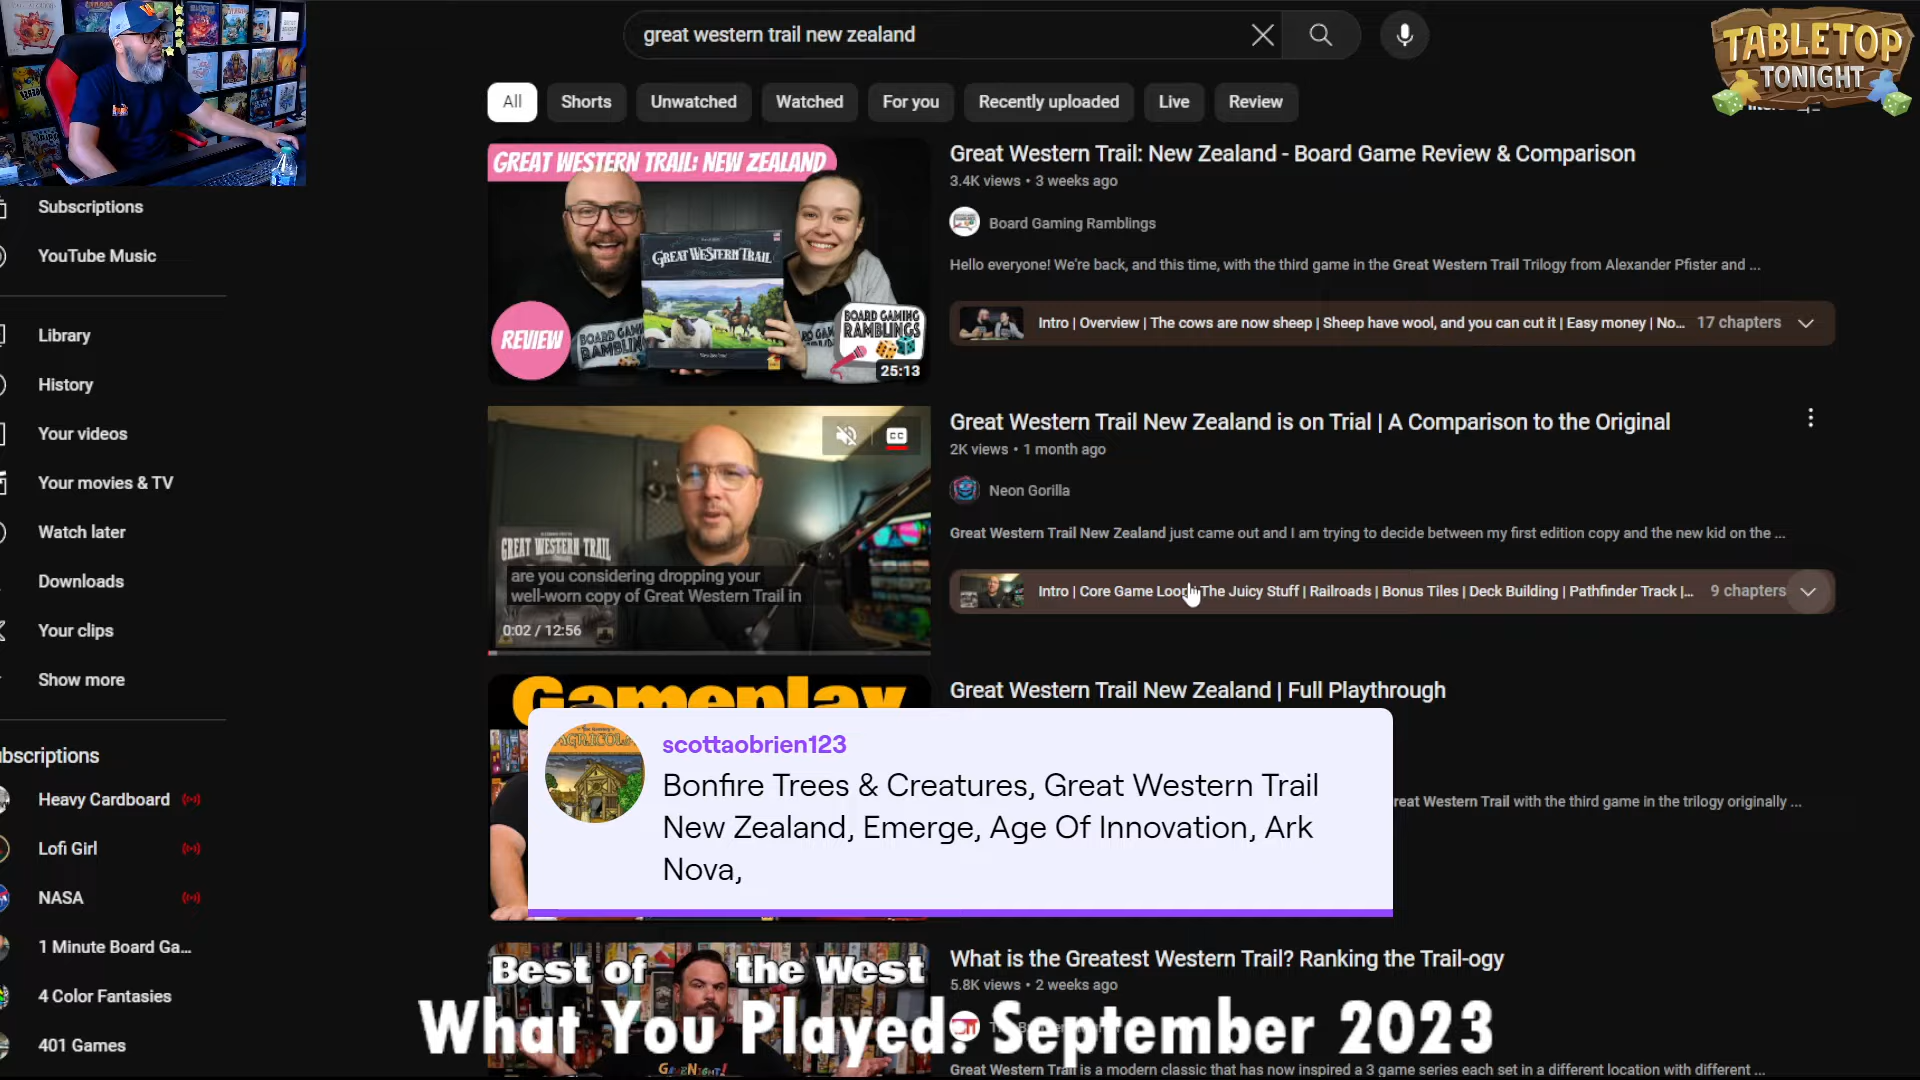 great western trail new zealand
TABLETOP
TONIGHT
All
Shorts
Unwatched
Watched
For you
Recently uploaded
Live
Review
Subscriptions
YouTube Music
Library
History
Your videos
Your movies & TV
Watch later
Downloads
Your clips
Show more
bscriptions
Heavy Cardboard
Lofi Girl
NASA
1 Minute Board Ga...
4 Color Fantasies
401 Games
GREAT WESTERN TRAIL: NEW ZEALAND
GREAT WESTERN TRAIL
REVIEW
BOARD GAMING
RAMBLINGS
25:13
Great Western Trail: New Zealand - Board Game Review & Comparison
3.4K views • 3 weeks ago
Board Gaming Ramblings
Hello everyone! We're back, and this time, with the third game in the Great Western Trail Trilogy from Alexander Pfister and ...
Intro | Overview | The cows are now sheep | Sheep have wool, and you can cut it | Easy money | No... 17 chapters
CC
GREAT WESTERN TRAIL
are you considering dropping your
well-worn copy of Great Western Trail in
0:02 / 12:56
Great Western Trail New Zealand is on Trial | A Comparison to the Original
2K views • 1 month ago
Neon Gorilla
Great Western Trail New Zealand just came out and I am trying to decide between my first edition copy and the new kid on the ...
Intro | Core Game Loop The Juicy Stuff | Railroads | Bonus Tiles | Deck Building | Pathfinder Track |... 9 chapters
Gameplay
Great Western Trail New Zealand | Full Playthrough
reat Western Trail with the third game in the trilogy originally ...
scottaobrien123
Bonfire Trees & Creatures, Great Western Trail
New Zealand, Emerge, Age Of Innovation, Ark
Nova,
Best of the West
What is the Greatest Western Trail? Ranking the Trail-ogy
5.8K views • 2 weeks ago
What You Played: September 2023
Great Western Trail is a modern classic that has now inspired a 3 game series each set in a different location with different ...